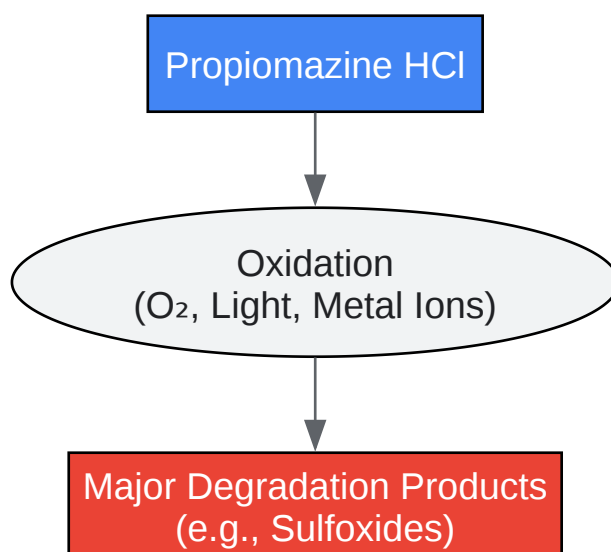 Propiomazine HCl
Oxidation
(O₂, Light, Metal Ions)
Major Degradation Products
(e.g., Sulfoxides)